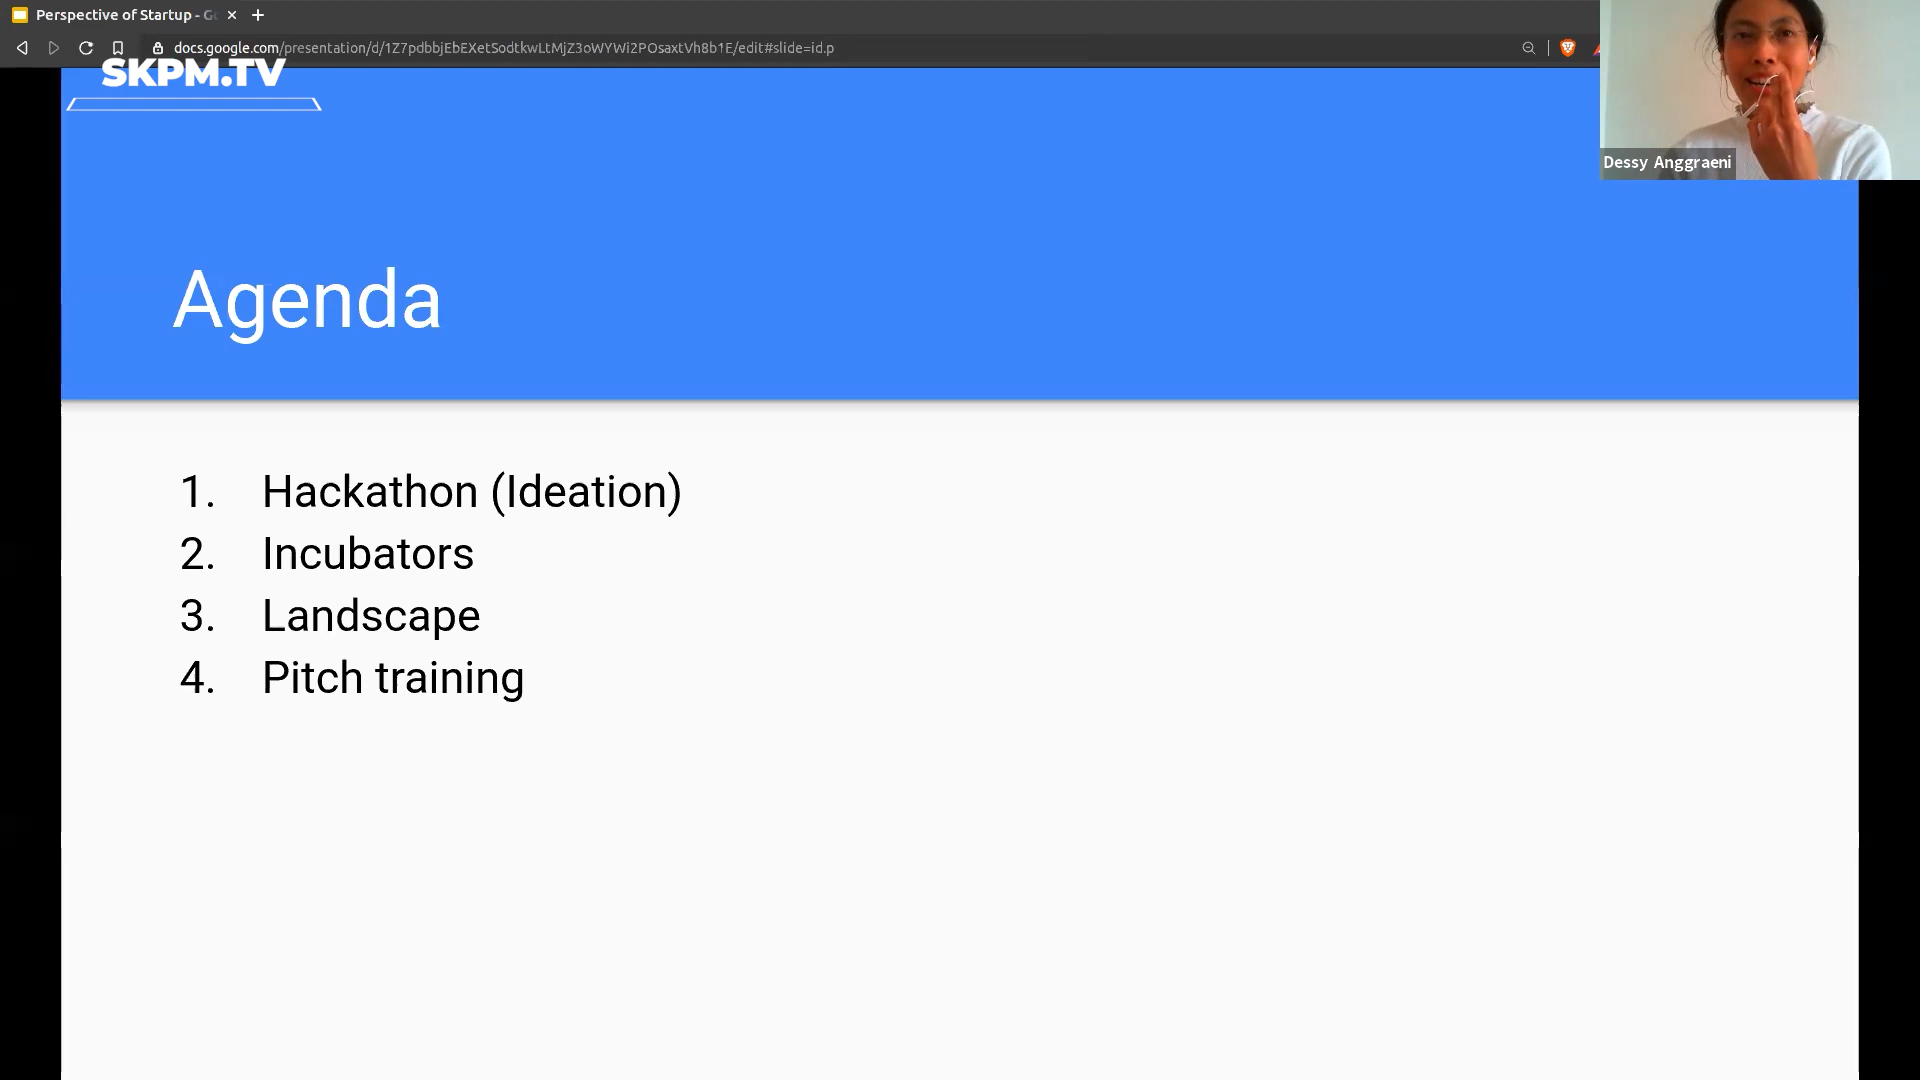 Perspective of Startup - G
docs.google.com/presentation/d/1Z7pdbbjEbEXetSodtkwLtMjZ3oWYWi2POsaxtVh8b1E/edit#slide=id.p
SKPM.TV
Dessy Anggraeni
Agenda
1. Hackathon (Ideation)
2. Incubators
3. Landscape
4. Pitch training